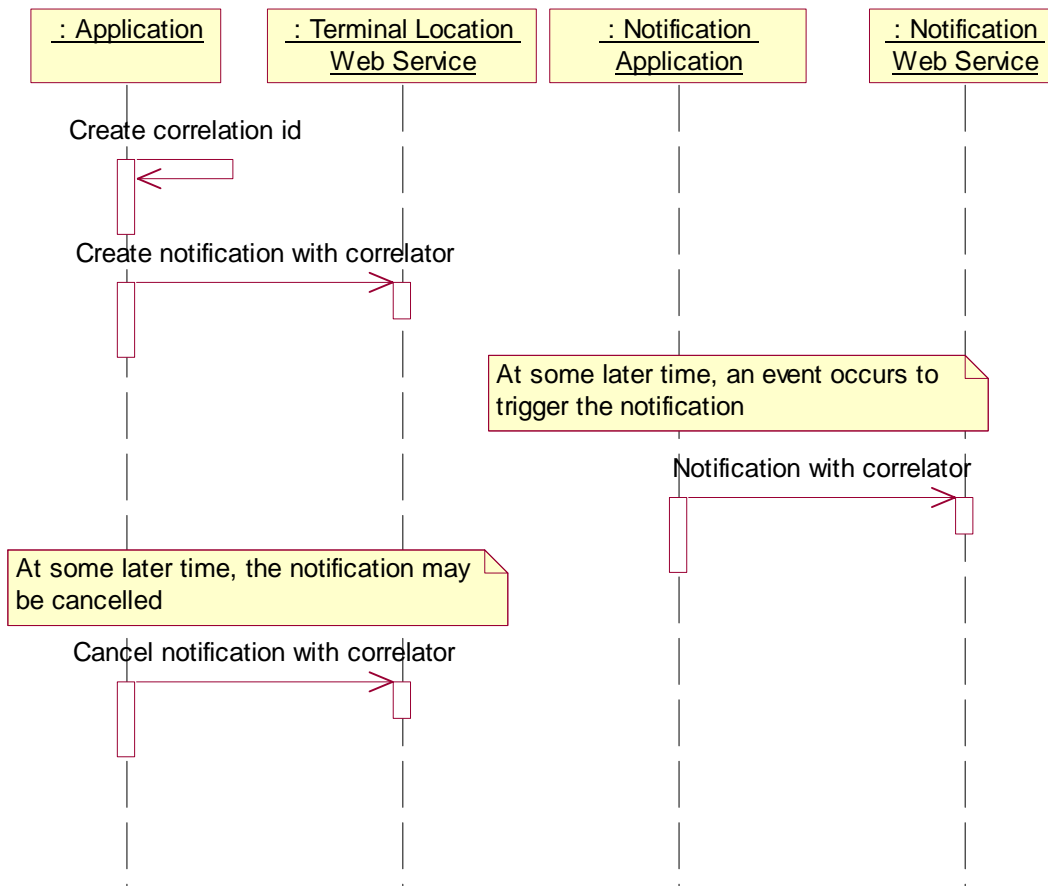 : Application
: Terminal Location
Web Service
: Notification
Application
: Notification
Web Service
Create correlation id
Create notification with correlator
At some later time, an event occurs to
trigger the notification
Notification with correlator
At some later time, the notification may
be cancelled
Cancel notification with correlator